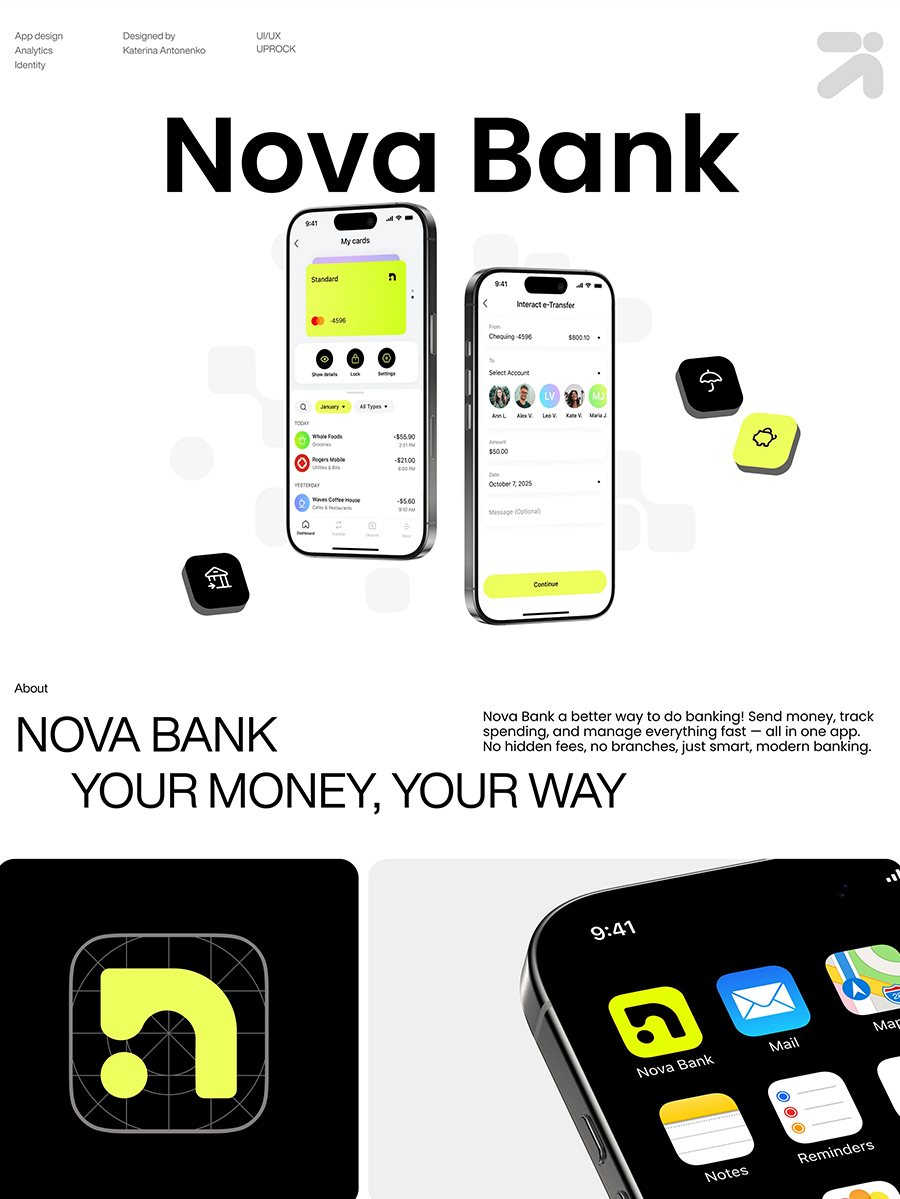 App design
Analytics
Identity
Designed by
Katerina Antonenko
UI/UX
UPROCK
Nova Bank
9:41
My cards
Standard
-4596
Show details
Lock
Settings
January
All Types
TODAY
Whole Foods
-$55.90
Groceries
2:51 PM
Rogers Mobile
-$21.00
Utilities & Bills
6:00 PM
YESTERDAY
Waves Coffee House
-$5.60
Cafes & Restaurants
9:10 AM
Dashboard
Transfer
Deposit
More
9:41
Interact e-Transfer
From
Chequing -4596
$800.10
To
Select Account
LV
MJ
Ann L.
Alex V.
Leo V.
Kate V.
Maria J.
Amount
$50.00
Date
October 7, 2025
Message (Optional)
Continue
About
NOVA BANK
YOUR MONEY, YOUR WAY
Nova Bank a better way to do banking! Send money, track
spending, and manage everything fast — all in one app.
No hidden fees, no branches, just smart, modern banking.
9:41
Nova Bank
Mail
Map
Notes
Reminders